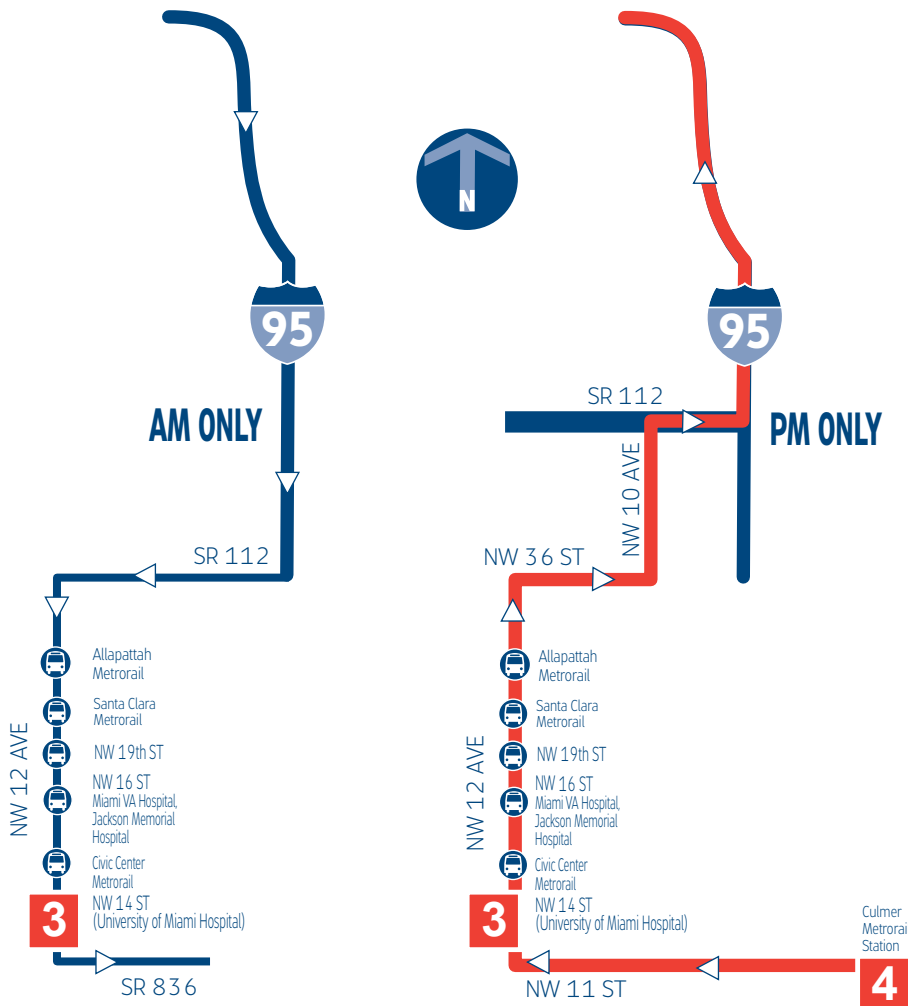 N
95
AM ONLY
SR 112
Allapattah
Metrorail
Santa Clara
Metrorail
NW 19th ST
NW 12 AVE
NW 16 ST
Miami VA Hospital,
Jackson Memorial
Hospital
Civic Center
Metrorail
3
NW 14 ST
(University of Miami Hospital)
SR 836
95
SR 112
PM ONLY
NW 10 AVE
NW 36 ST
Allapattah
Metrorail
Santa Clara
Metrorail
NW 19th ST
NW 12 AVE
NW 16 ST
Miami VA Hospital,
Jackson Memorial
Hospital
Civic Center
Metrorail
3
NW 14 ST
(University of Miami Hospital)
NW 11 ST
Culmer
Metrorai
Station
4